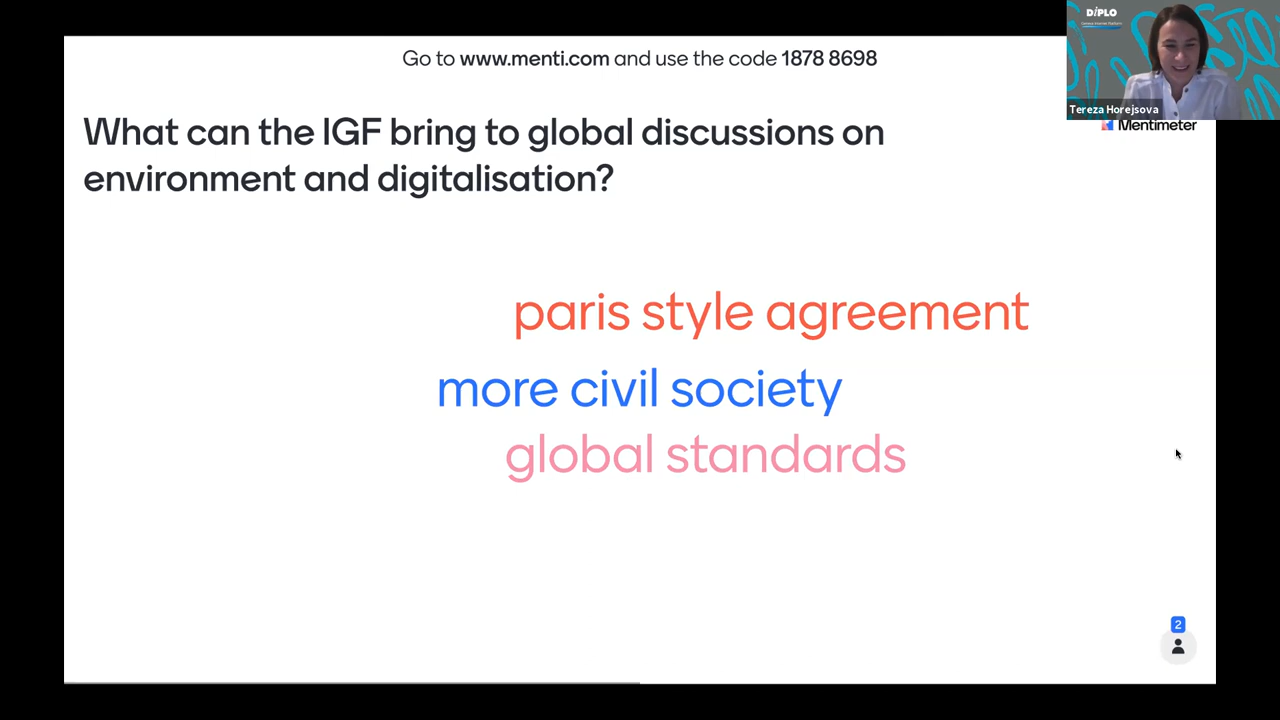 Go to www.menti.com and use the code 1878 8698
DiPLO
Tereza Horejsova
Mentimeter
What can the IGF bring to global discussions on
environment and digitalisation?
paris style agreement
more civil society
global standards
2